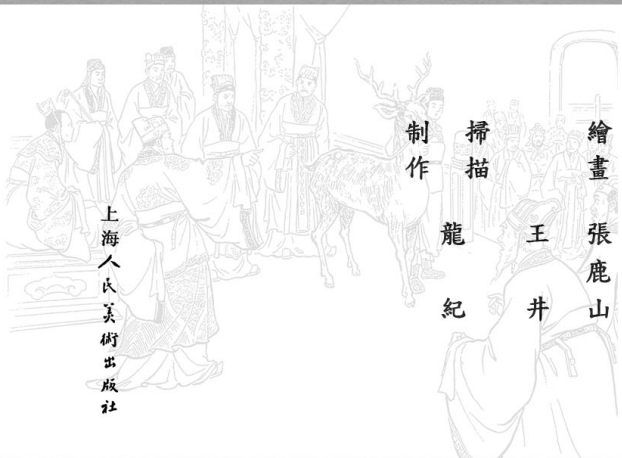 繪畫 張鹿山
王井
掃描
龍紀
制作
上海人民美術出版社